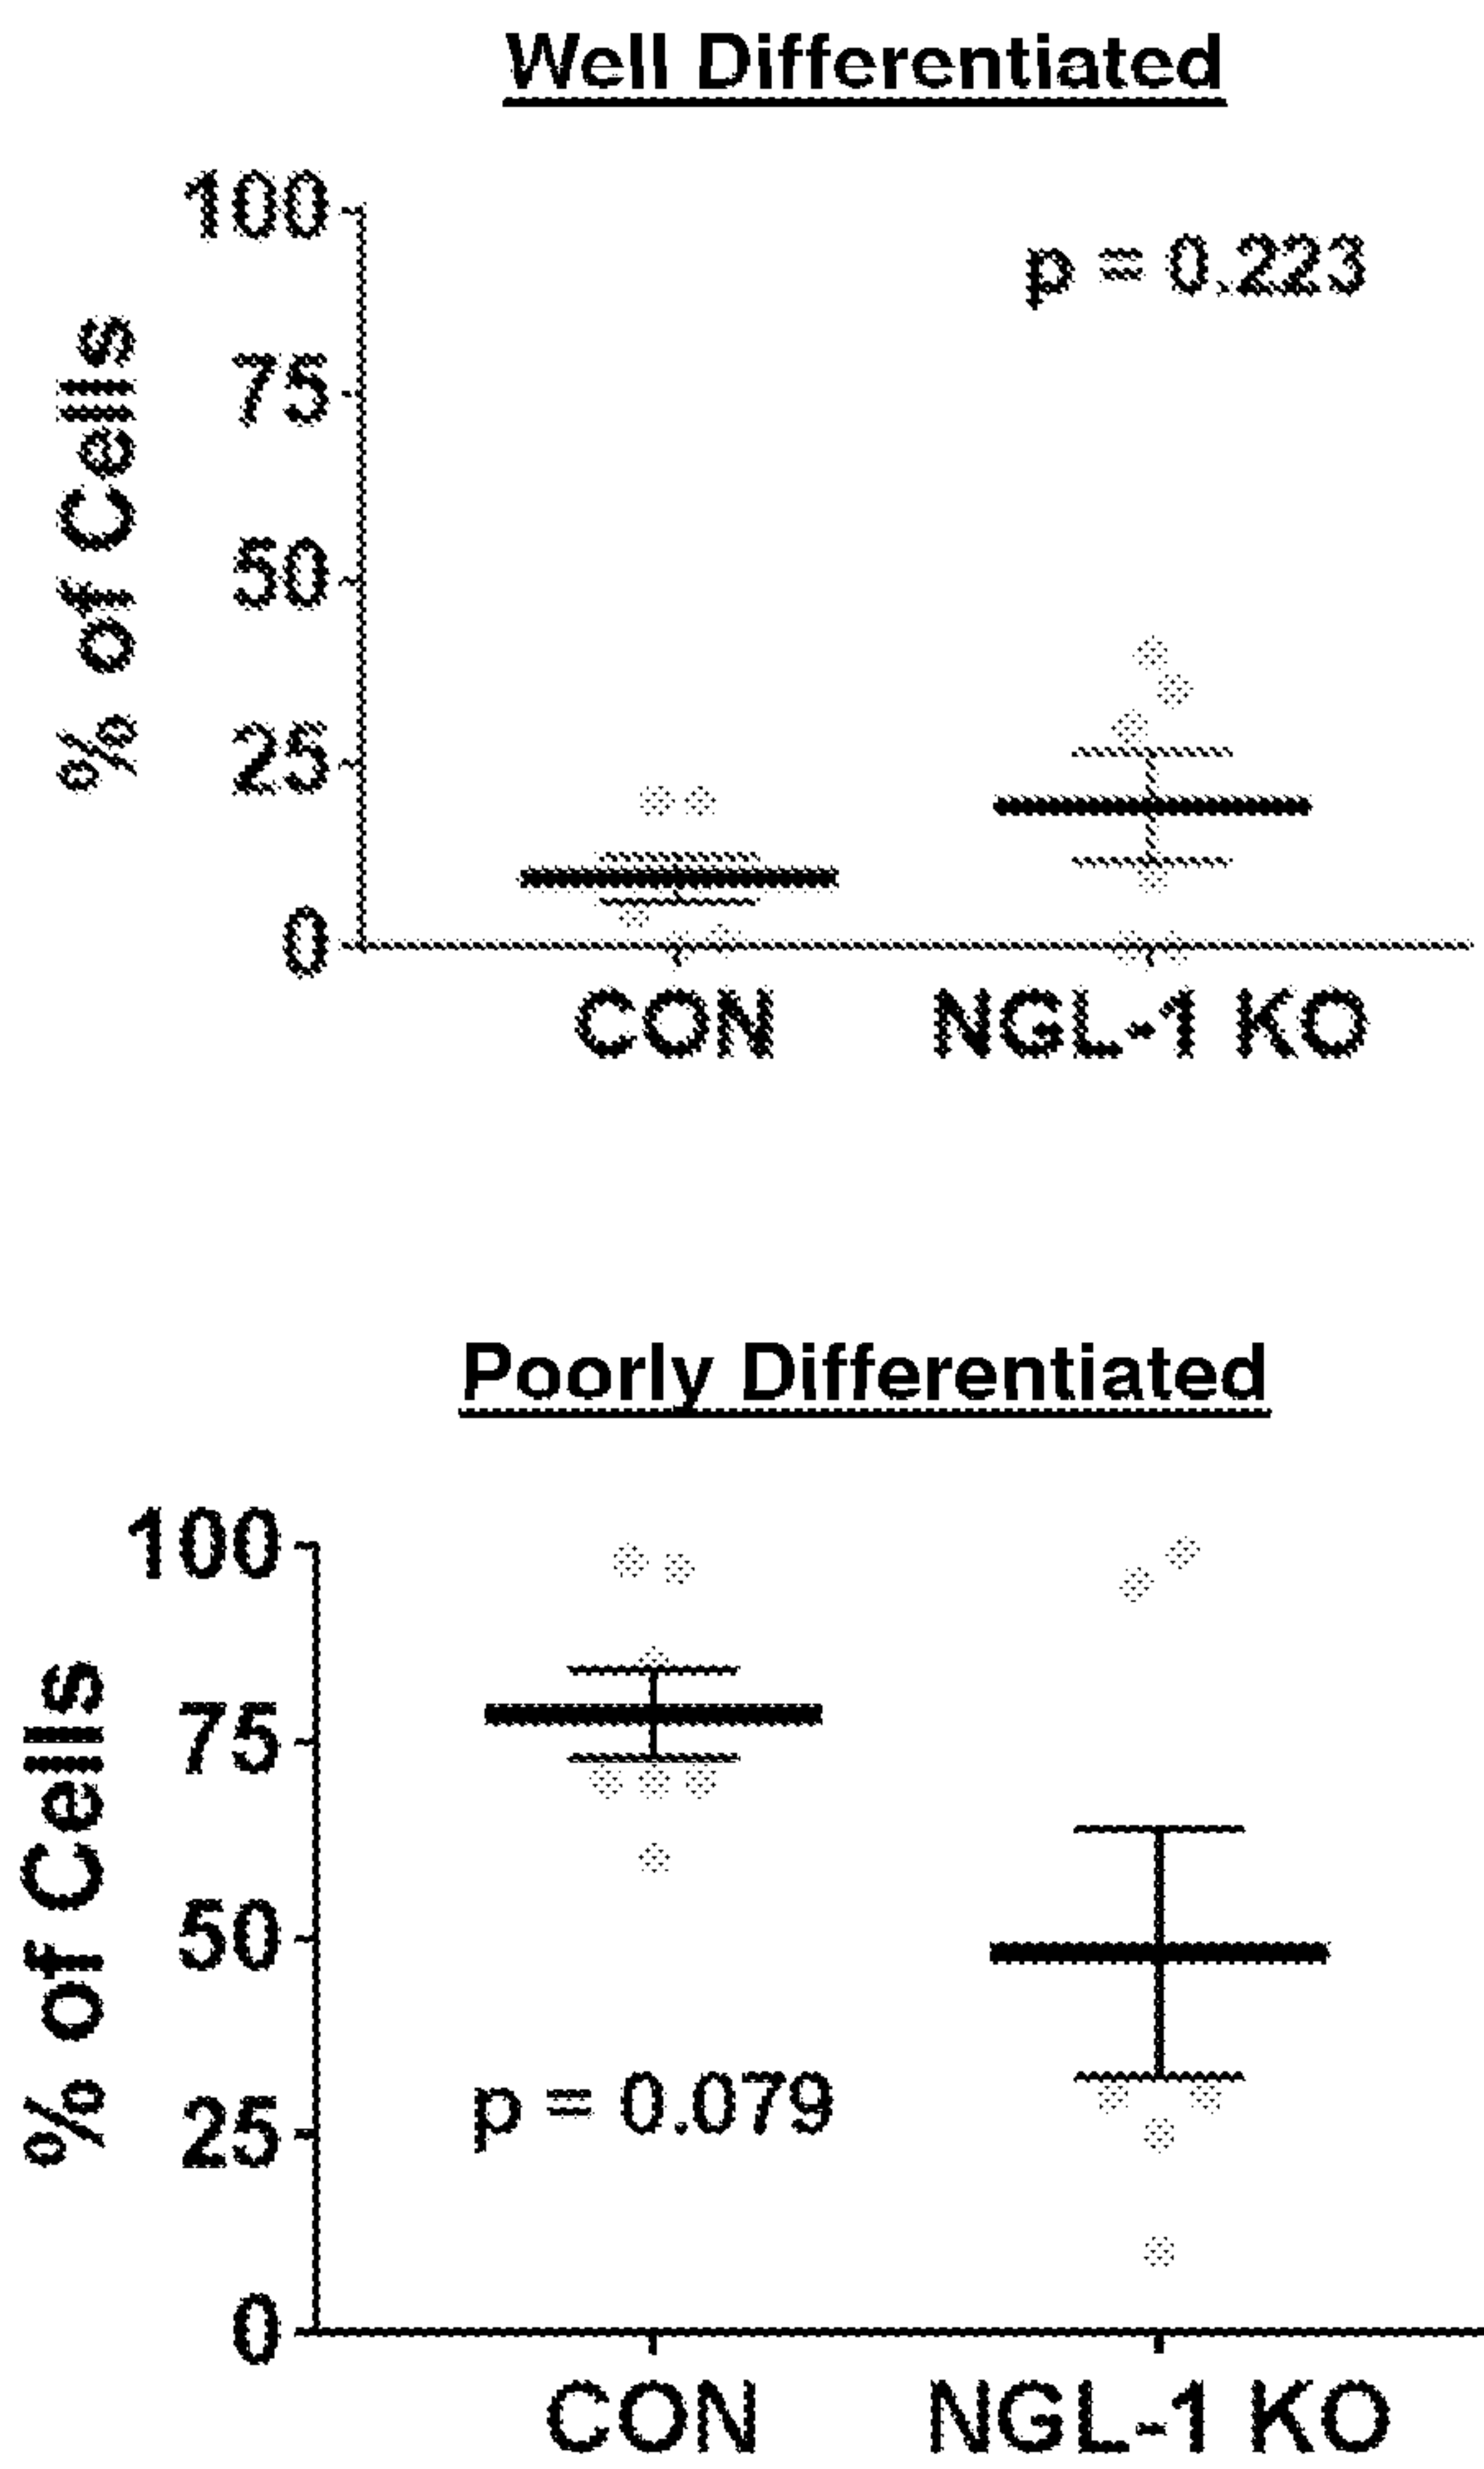 Well Differentiated
100
p = 0.223
75
50
25
0
% of Cells
CON NGL-1 KO
Poorly Differentiated
100
75
50
25
0
% of Cells
p = 0.079
CON NGL-1 KO